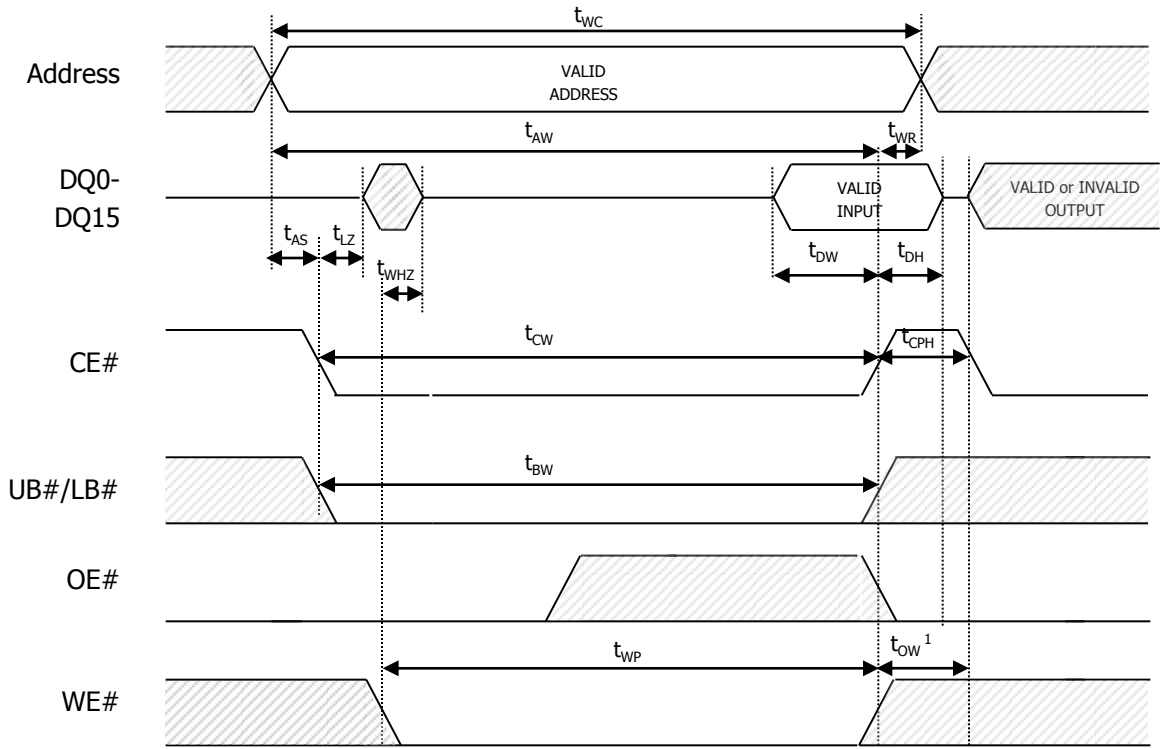 tWC
Address
VALID
ADDRESS
tAW
tWR
DQ0-
DQ15
VALID
INPUT
VALID or INVALID
OUTPUT
tAS
tLZ
tWHZ
tDW
tDH
CE#
tCW
tCPH
UB#/LB#
tBW
OE#
tWP
tOW 1
WE#